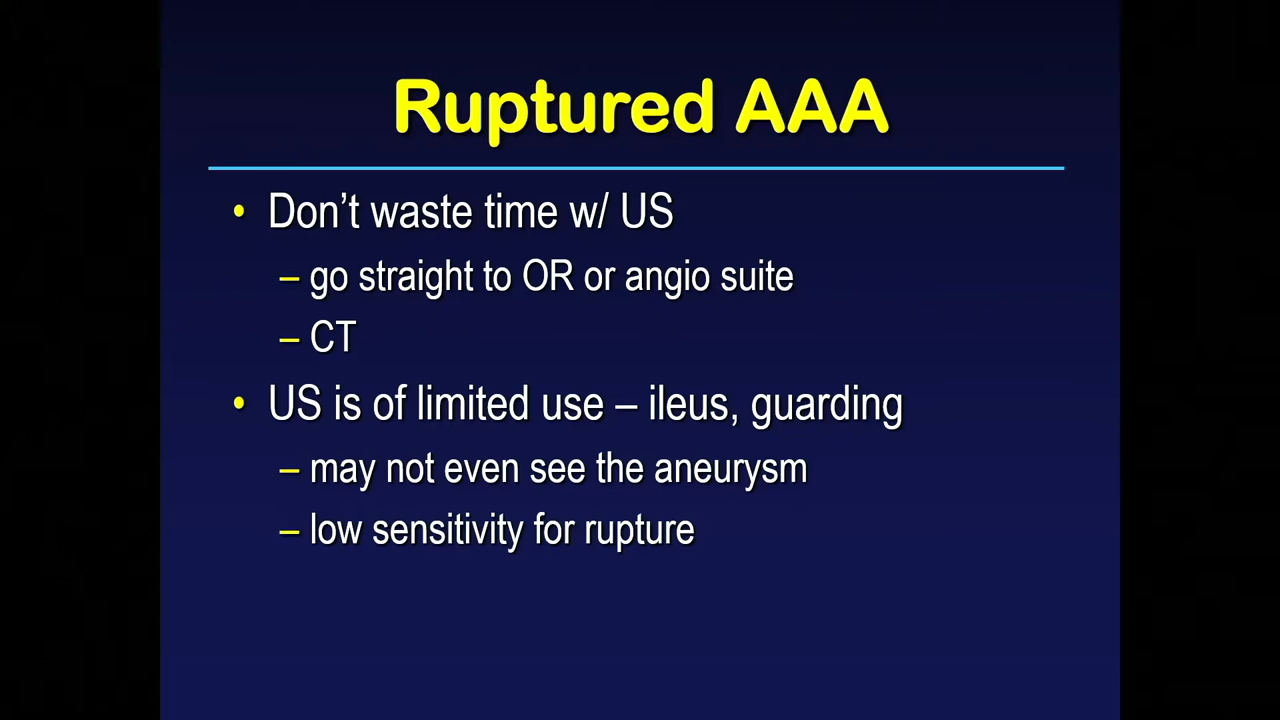 Ruptured AAA
• Don’t waste time w/ US
– go straight to OR or angio suite
– CT
• US is of limited use – ileus, guarding
– may not even see the aneurysm
– low sensitivity for rupture